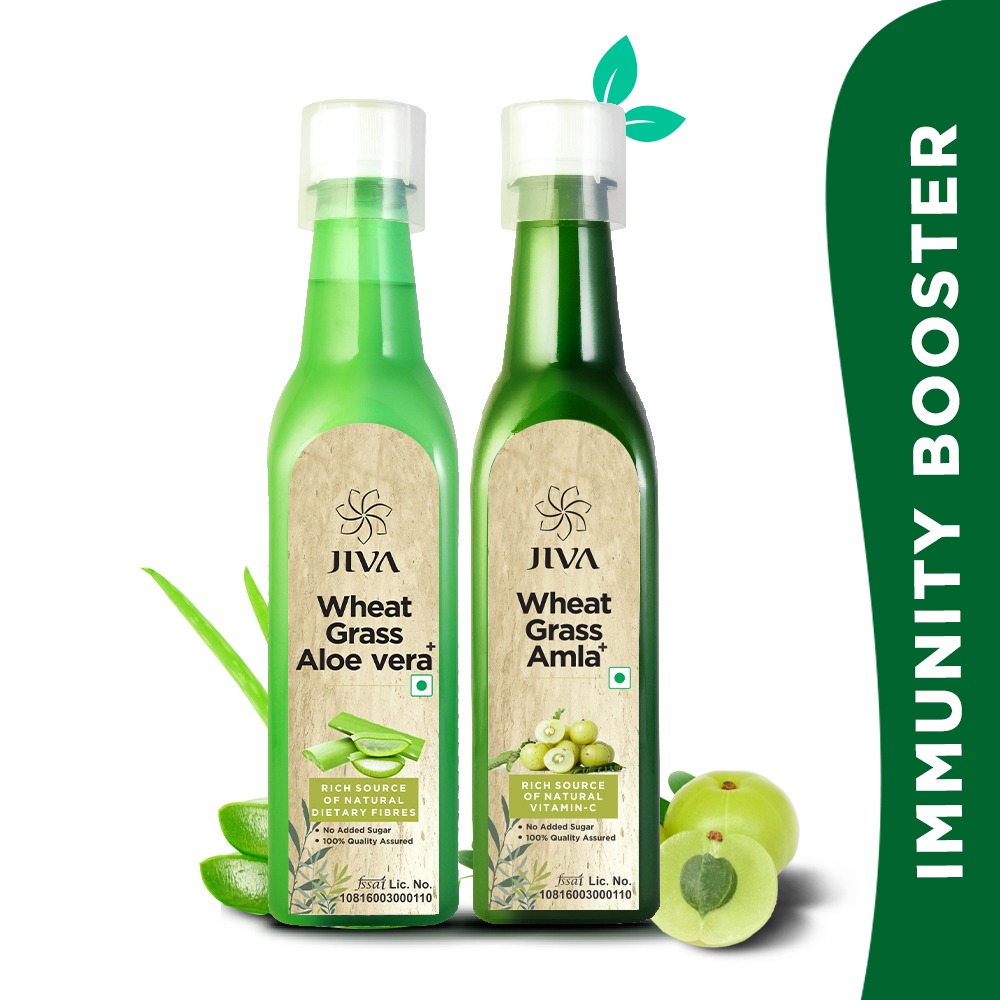 JIVA
Wheat
Grass
Aloe vera+
RICH SOURCE
OF NATURAL
DIETARY FIBRES
• No Added Sugar
• 100% Quality Assured
fssai Lic. No.
10816003000110
JIVA
Wheat
Grass
Amla+
RICH SOURCE
OF NATURAL
VITAMIN-C
• No Added Sugar
• 100% Quality Assured
fssai Lic. No.
10816003000110
IMMUNITY BOOSTER